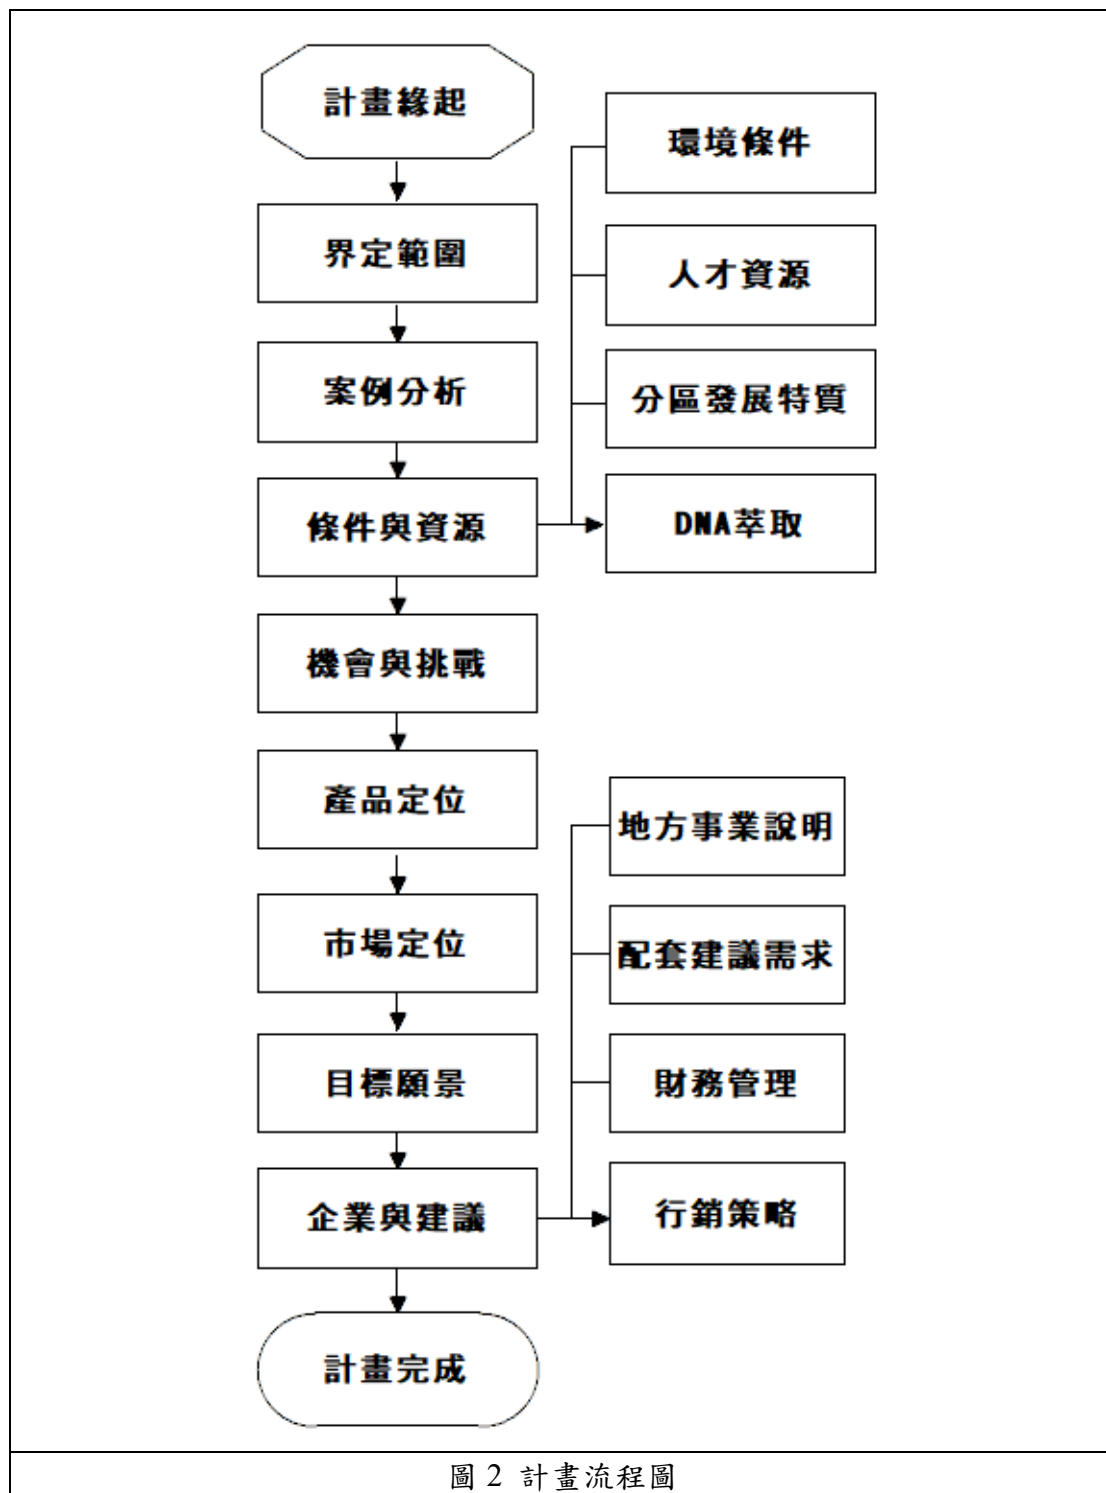 計畫緣起
界定範圍
案例分析
條件與資源
環境條件
人才資源
分區發展特質
DNA萃取
機會與挑戰
產品定位
市場定位
目標願景
企業與建議
地方事業說明
配套建議需求
財務管理
行銷策略
計畫完成
圖 2 計畫流程圖